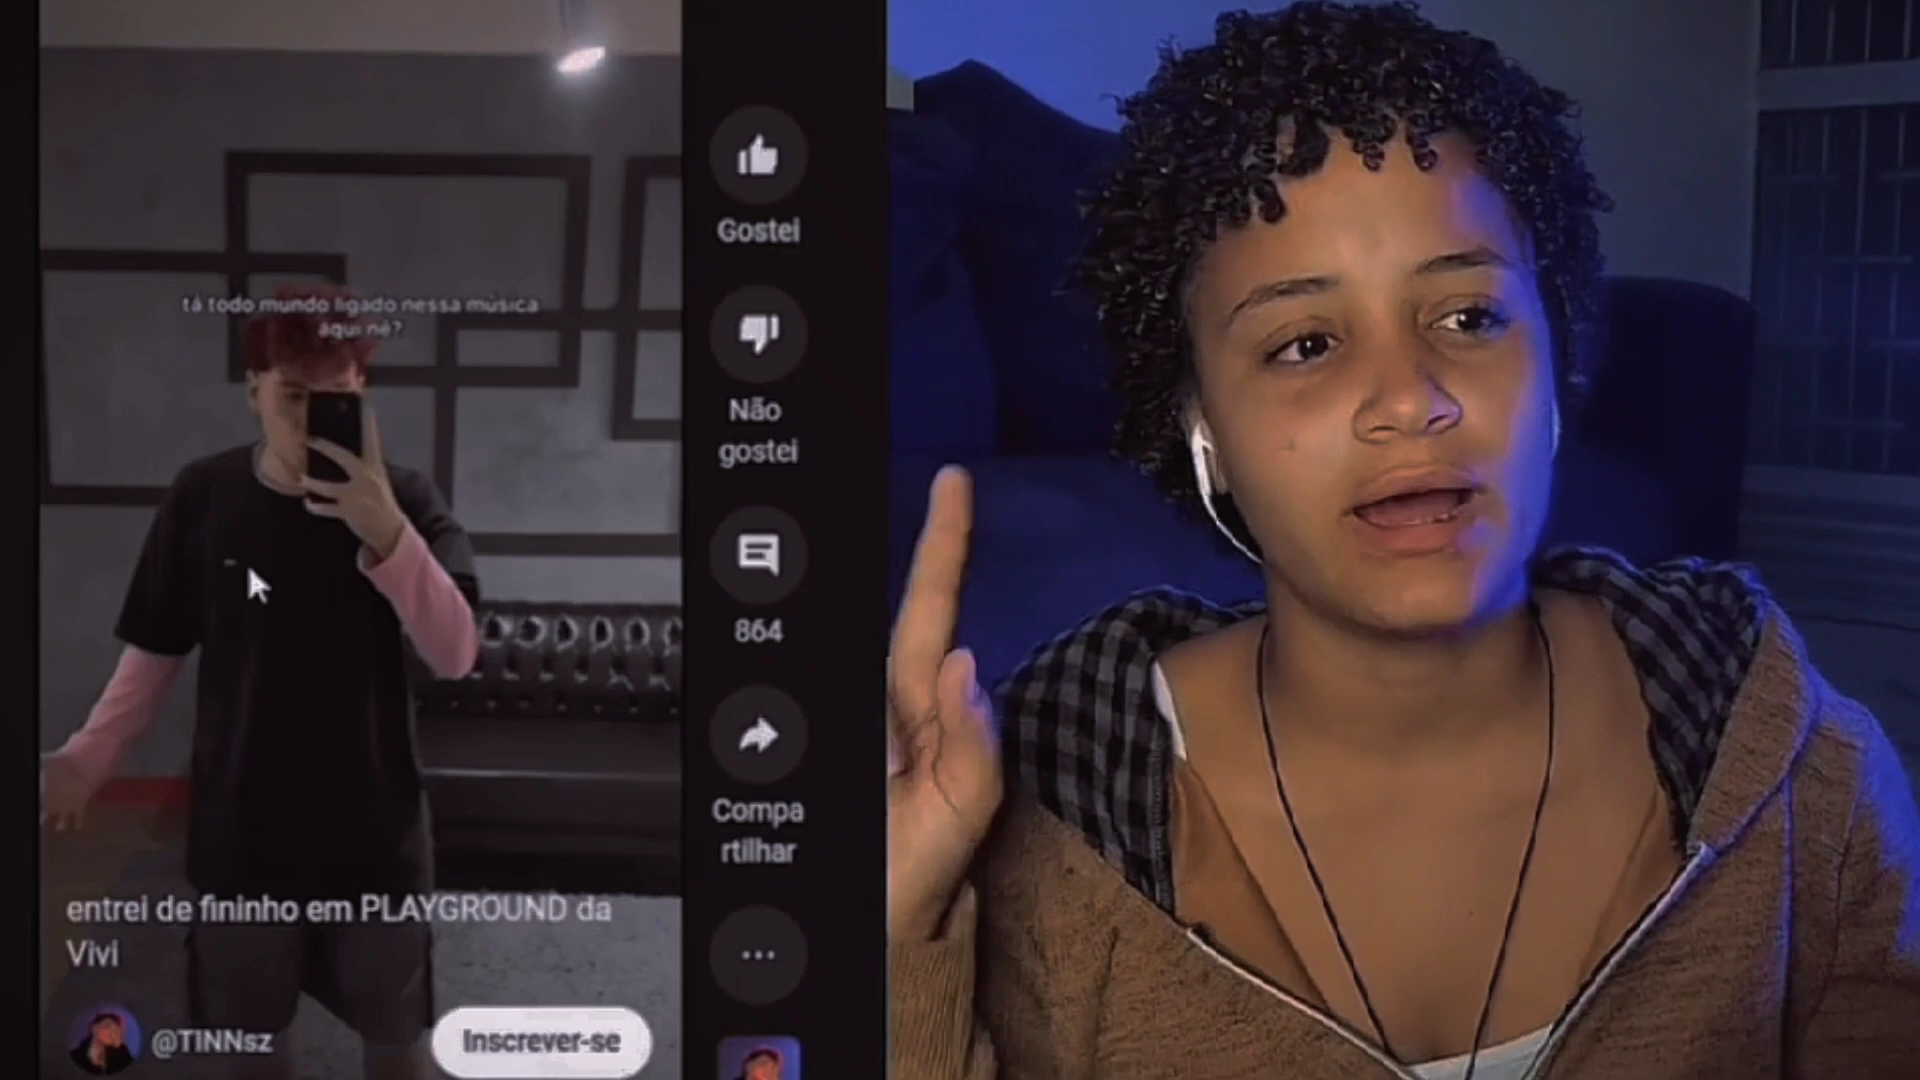 tá todo mundo ligado nessa música
aqui né?
Gostei
Não
gostei
864
Compa
rtilhar
entrei de fininho em PLAYGROUND da
Vivi
@TINNsz
Inscrever-se